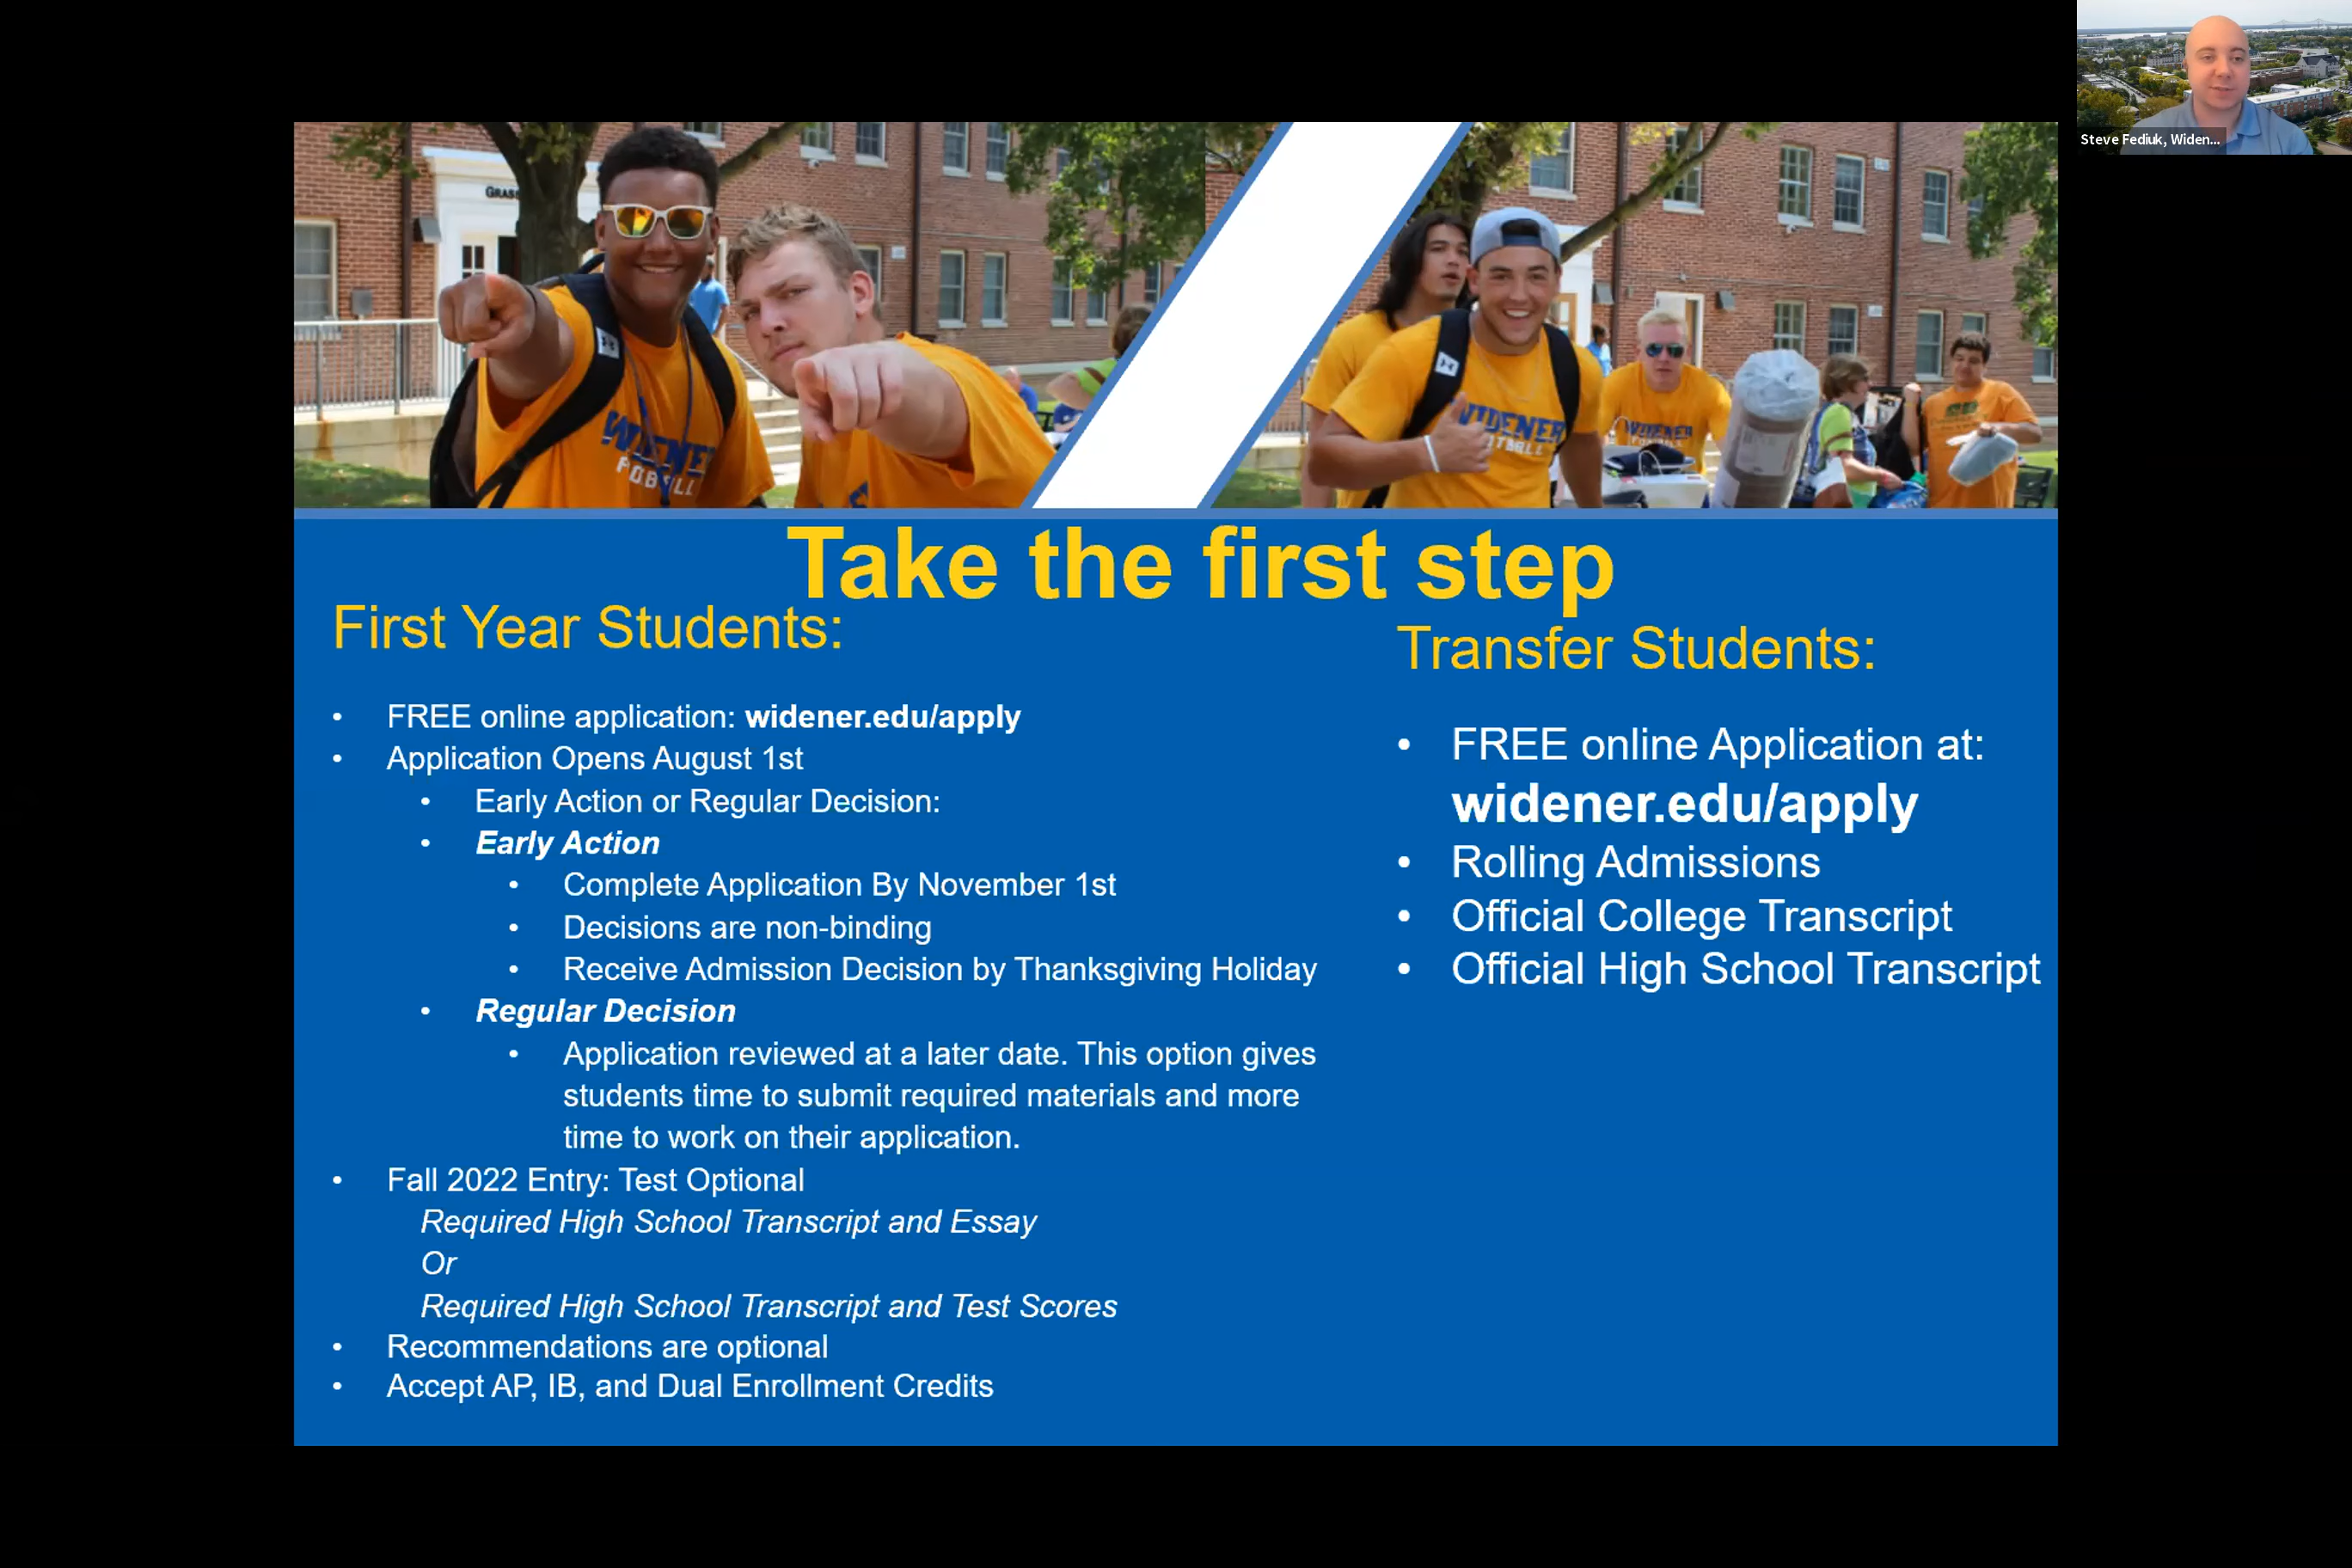 Steve Fediuk, Widen...
GRAS
WIDENER
WIDENER
WIDENER
Take the first step
First Year Students:
• FREE online application: widener.edu/apply
• Application Opens August 1st
• Early Action or Regular Decision:
• Early Action
• Complete Application By November 1st
• Decisions are non-binding
• Receive Admission Decision by Thanksgiving Holiday
• Regular Decision
• Application reviewed at a later date. This option gives
students time to submit required materials and more
time to work on their application.
• Fall 2022 Entry: Test Optional
Required High School Transcript and Essay
Or
Required High School Transcript and Test Scores
• Recommendations are optional
• Accept AP, IB, and Dual Enrollment Credits
Transfer Students:
• FREE online Application at:
widener.edu/apply
• Rolling Admissions
• Official College Transcript
• Official High School Transcript